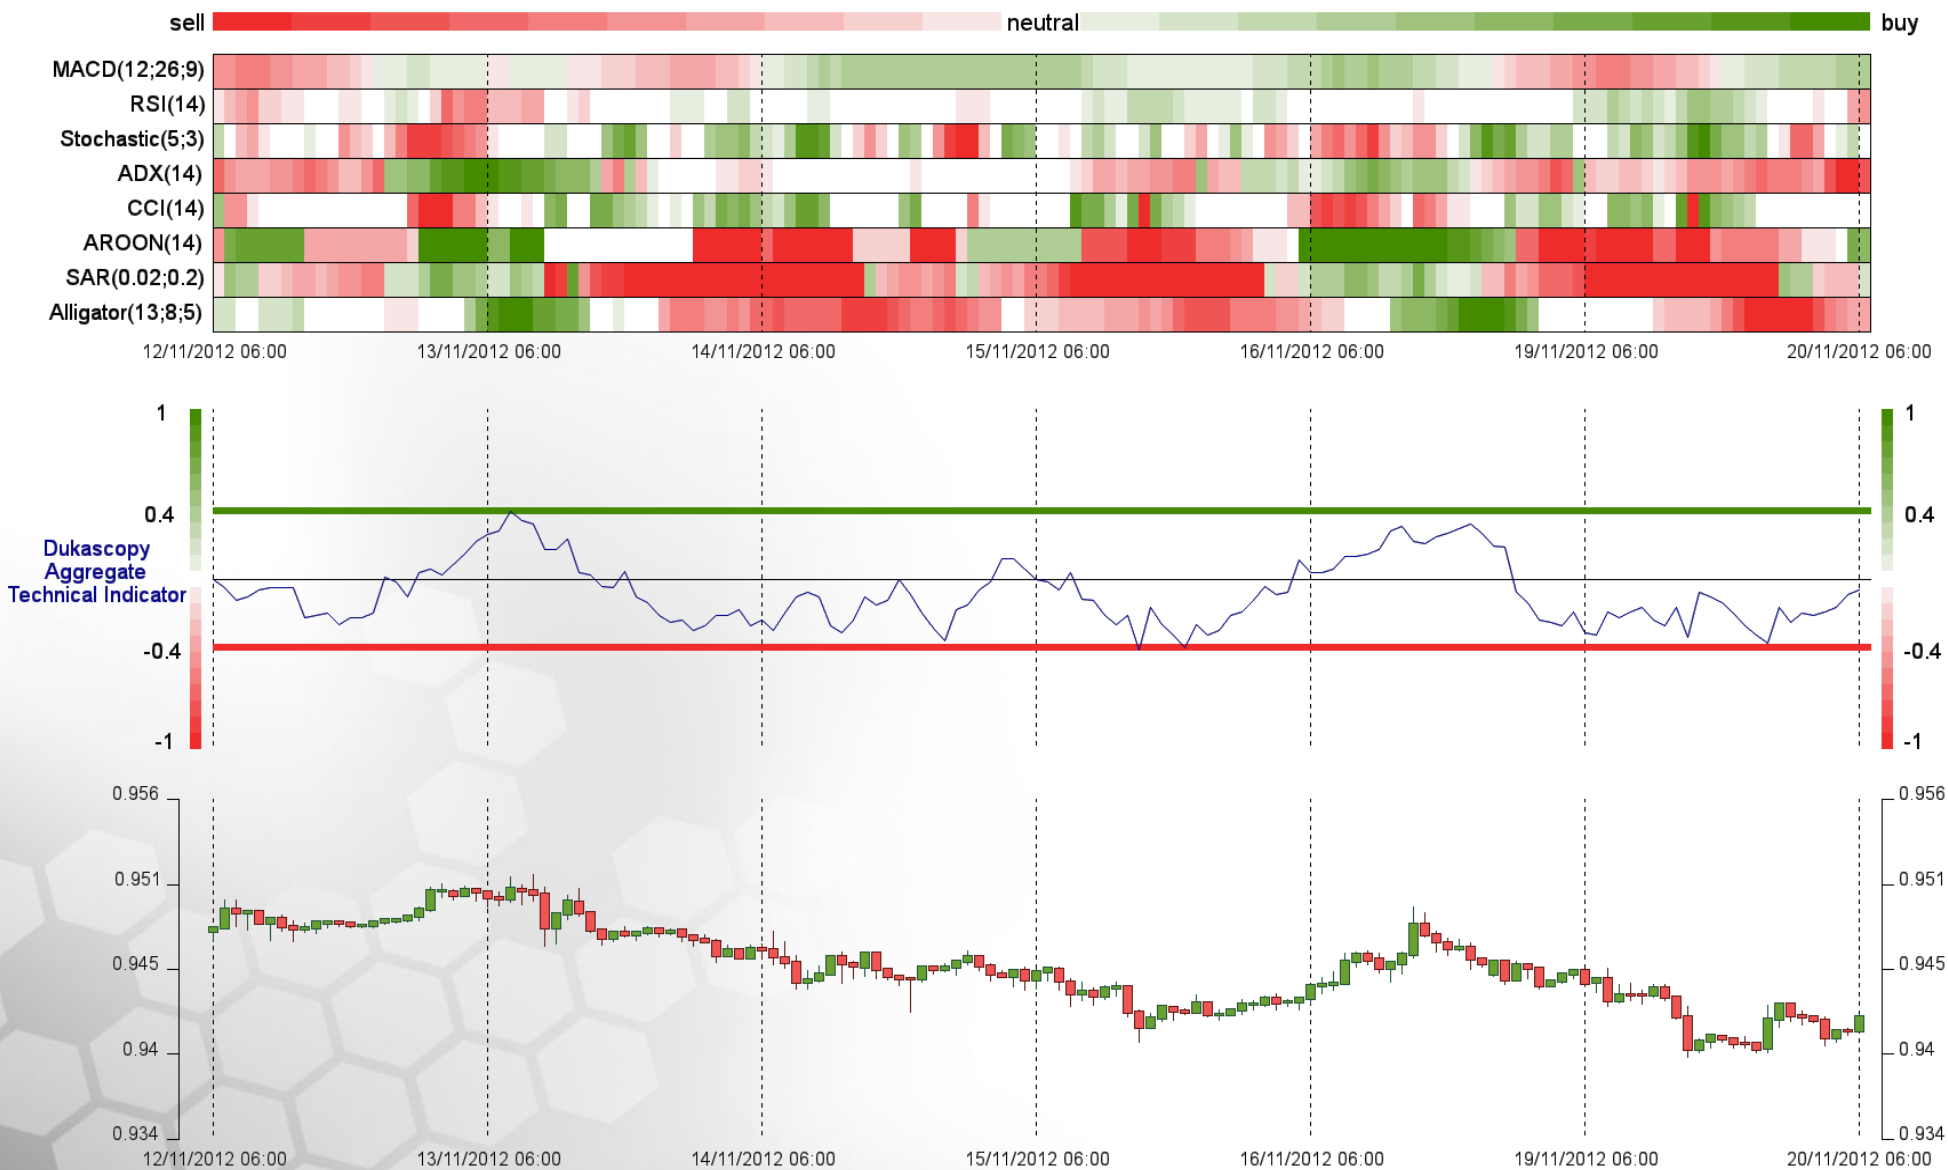 sell neutral buy
MACD(12;26;9)
RSI(14)
Stochastic(5;3)
ADX(14)
CCI(14)
AROON(14)
SAR(0.02;0.2)
Alligator(13;8;5)
12/11/2012 06:00 13/11/2012 06:00 14/11/2012 06:00 15/11/2012 06:00 16/11/2012 06:00 19/11/2012 06:00 20/11/2012 06:00
1 1
0.4 0.4
Dukascopy
Aggregate
Technical Indicator
-0.4 -0.4
-1 -1
0.956 0.956
0.951 0.951
0.945 0.945
0.94 0.94
0.934 0.934
12/11/2012 06:00 13/11/2012 06:00 14/11/2012 06:00 15/11/2012 06:00 16/11/2012 06:00 19/11/2012 06:00 20/11/2012 06:00